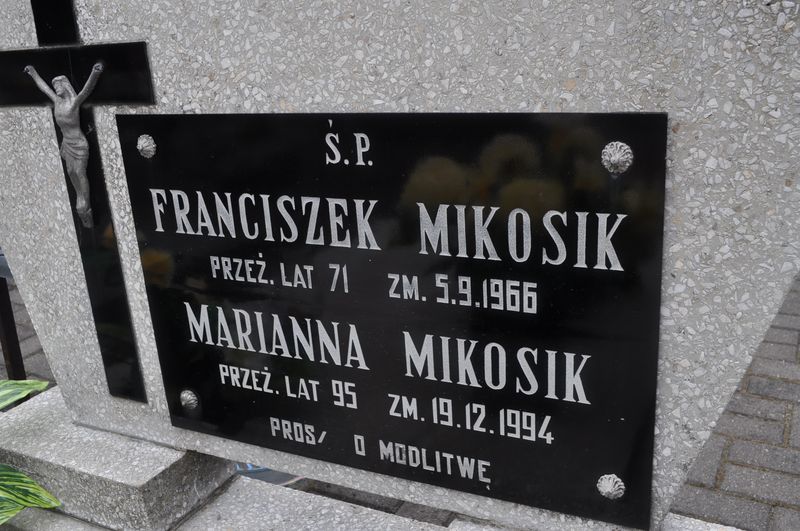 Ś.P.
FRANCISZEK MIKOSIK
PRZEŻ. LAT 71 ZM. 5.9.1966
MARIANNA MIKOSIK
PRZEŻ. LAT 95 ZM. 19.12.1994
PROS/ O MODLITWĘ